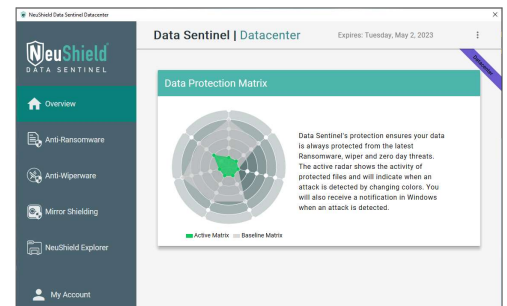 NeuShield Data Sentinel Datacenter
NeuShield
DATA SENTINEL
Data Sentinel | Datacenter
Expires: Tuesday, May 2, 2023
Datacenter
Overview
Anti-Ransomware
Anti-Wiperware
Mirror Shielding
NeuShield Explorer
My Account
Data Protection Matrix
Data Sentinel's protection ensures your data
is always protected from the latest
Ransomware, wiper and zero day threats.
The active radar shows the activity of
protected files and will indicate when an
attack is detected by changing colors. You
will also receive a notification in Windows
when an attack is detected.
Active Matrix
Baseline Matrix